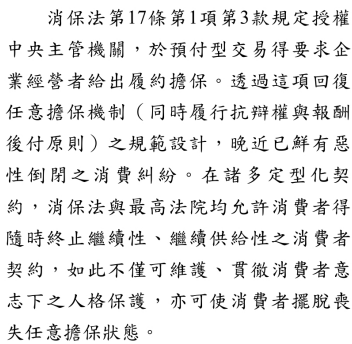 消保法第17條第1項第3款規定授權
中央主管機關，於預付型交易得要求企
業經營者給出履約擔保。透過這項回復
任意擔保機制（同時履行抗辯權與報酬
後付原則）之規範設計，晚近已鮮有惡
性倒閉之消費糾紛。在諸多定型化契
約，消保法與最高法院均允許消費者得
隨時終止繼續性、繼續供給性之消費者
契約，如此不僅可維護、貫徹消費者意
志下之人格保護，亦可使消費者擺脫喪
失任意擔保狀態。